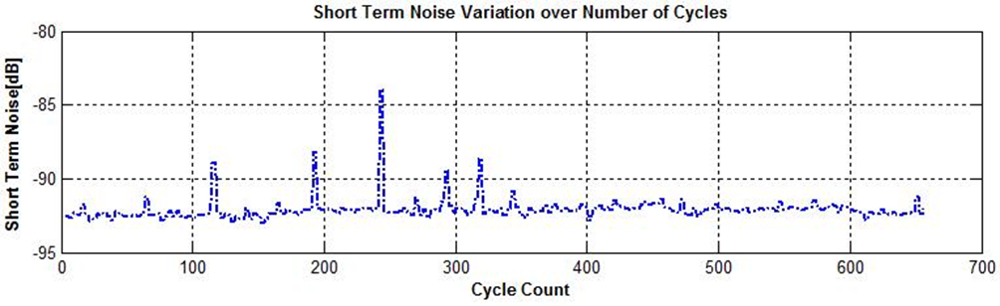 Short Term Noise Variation over Number of Cycles
Short Term Noise[dB]
-80
-85
-90
-95
0 100 200 300 400 500 600 700
Cycle Count